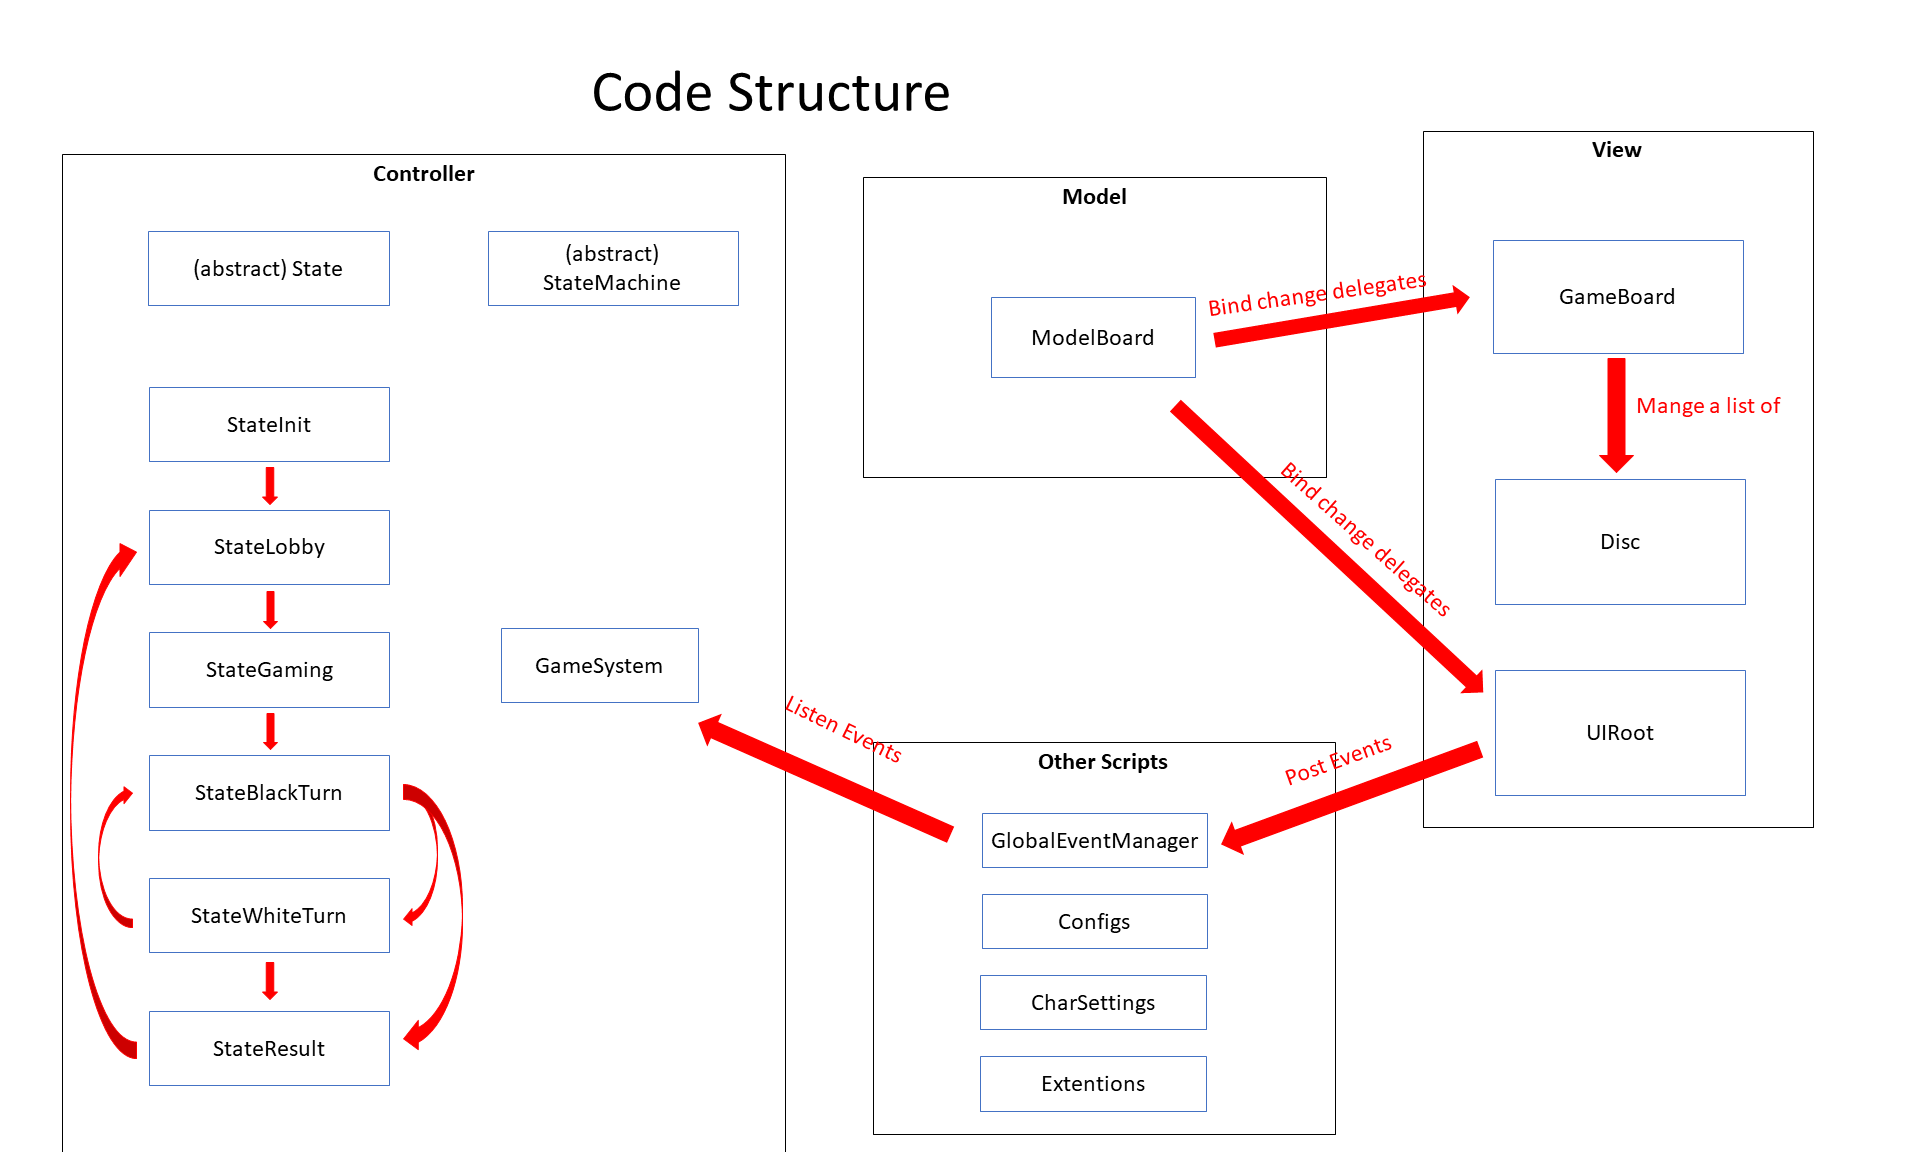 Code Structure
Controller
(abstract) State
(abstract)
StateMachine
StateInit
StateLobby
StateGaming
StateBlackTurn
StateWhiteTurn
StateResult
GameSystem
Listen Events
Model
ModelBoard
Bind change delegates
Bind change delegates
View
GameBoard
Mange a list of
Disc
UIRoot
Post Events
Other Scripts
GlobalEventManager
Configs
CharSettings
Extentions